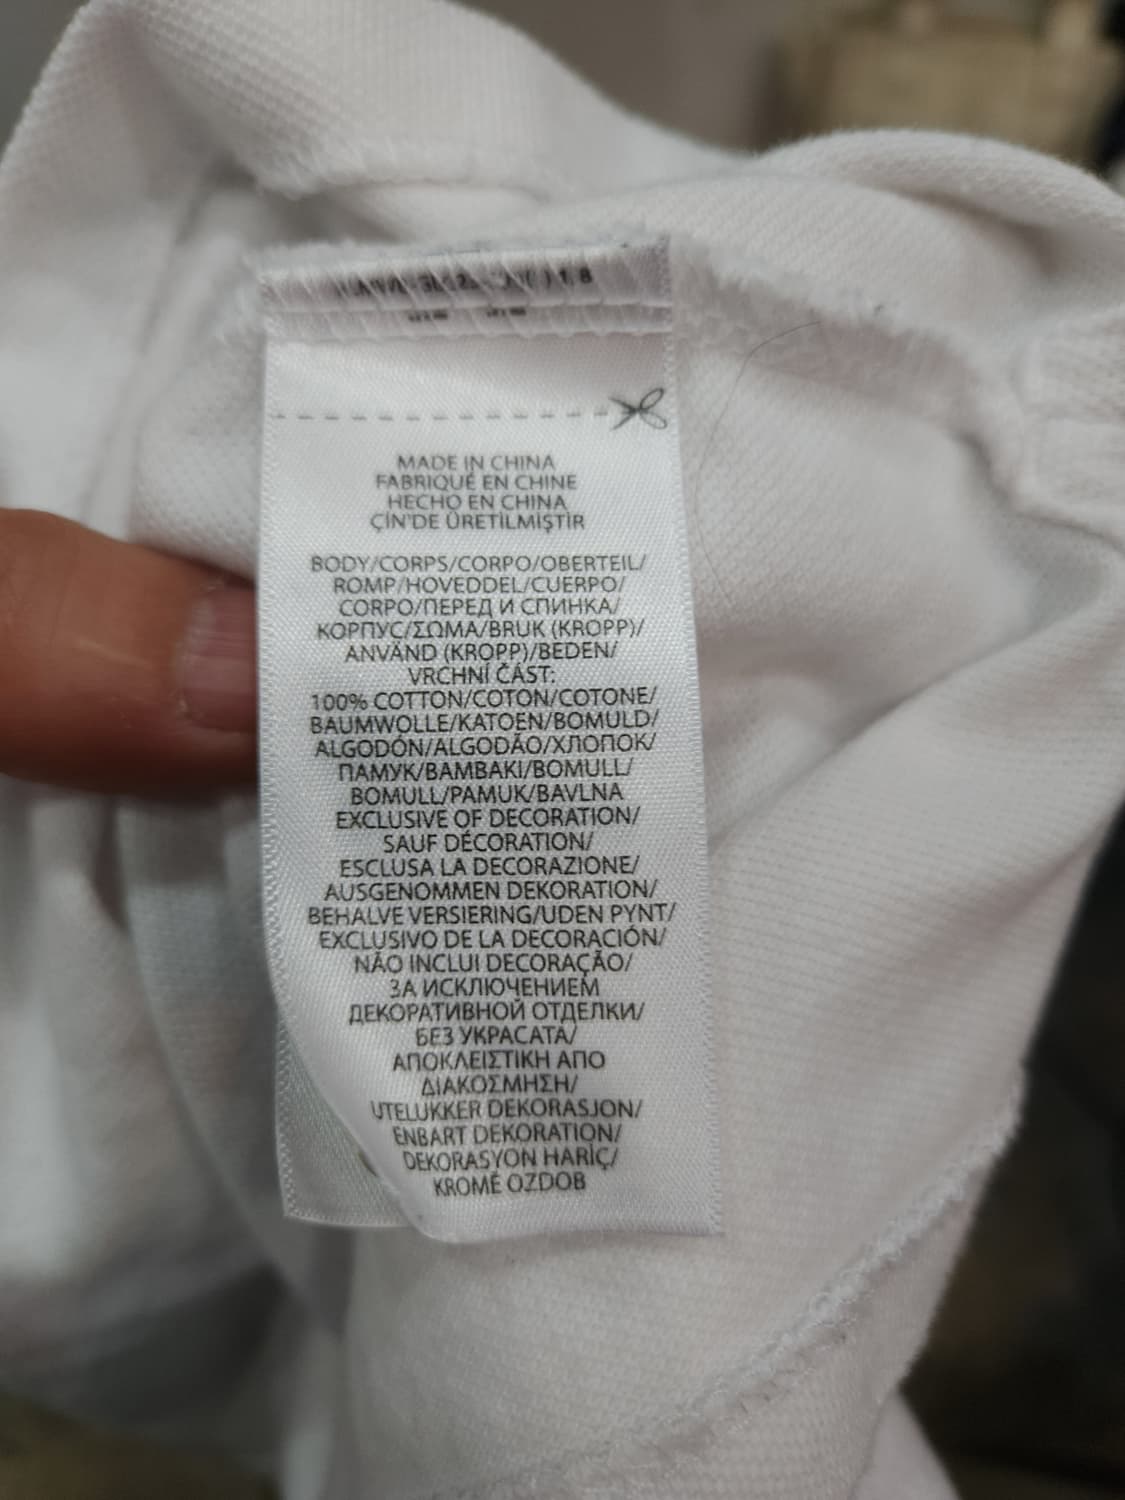 MADE IN CHINA
FABRIQUÉ EN CHINE
HECHO EN CHINA
ÇİN'DE ÜRETİLMİŞTİR
BODY/CORPS/CORPO/OBERTEIL/
ROMP/HOVEDDEL/CUERPO/
CORPO/ПЕРЕД И СПИНКА/
КОРПУС/ΣΩΜΑ/BRUK (KROPP)/
ANVÄND (KROPP)/BEDEN/
VRCHNÍ ČÁST:
100% COTTON/COTON/COTONE/
BAUMWOLLE/KATOEN/BOMULD/
ALGODÓN/ALGODÃO/ХЛОПОК/
ПАМУК/BAMBAKI/BOMULL/
BOMULL/PAMUK/BAVLNA
EXCLUSIVE OF DECORATION/
SAUF DÉCORATION/
ESCLUSA LA DECORAZIONE/
AUSGENOMMEN DEKORATION/
BEHALVE VERSIERING/UDEN PYNT/
EXCLUSIVO DE LA DECORACIÓN/
NÃO INCLUI DECORAÇÃO/
ЗА ИСКЛЮЧЕНИЕМ
ДЕКОРАТИВНОЙ ОТДЕЛКИ/
БЕЗ УКРАСАТА/
ΑΠΟΚΛΕΙΣΤΙΚΗ ΑΠΟ
ΔΙΑΚΟΣΜΗΣΗ/
UTELUKKER DEKORASJON/
ENBART DEKORATION/
DEKORASYON HARİÇ/
KROMĚ OZDOB